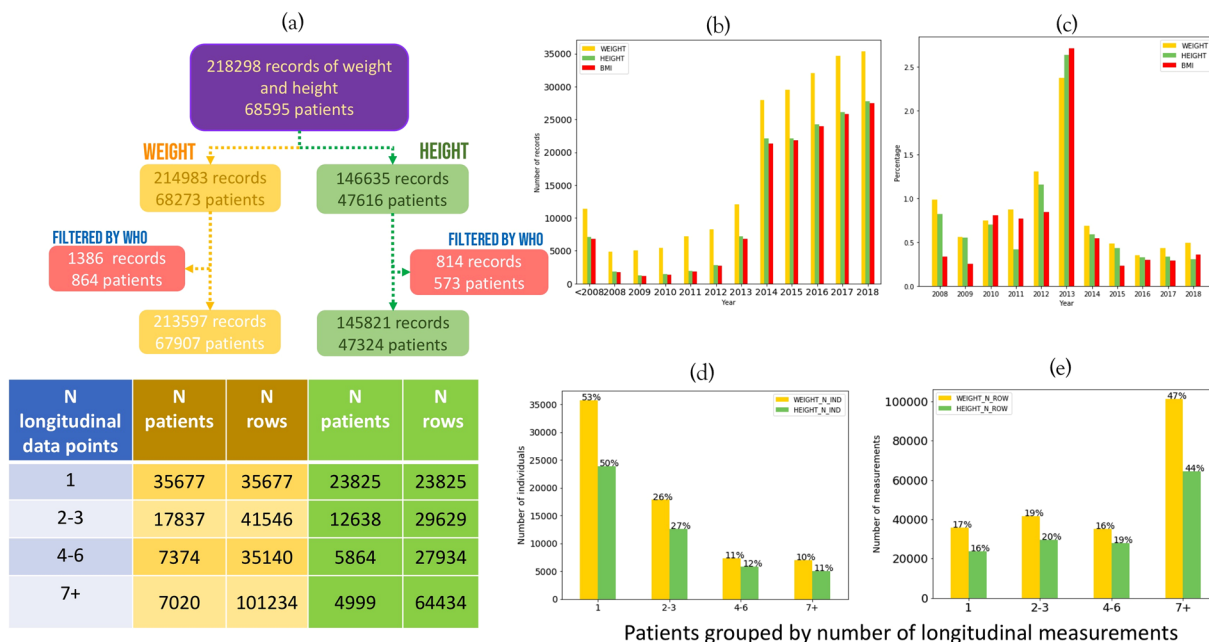 (a)
218298 records of weight
and height
68595 patients
WEIGHT
HEIGHT
214983 records
68273 patients
146635 records
47616 patients
FILTERED BY WHO
FILTERED BY WHO
1386 records
864 patients
814 records
573 patients
213597 records
67907 patients
145821 records
47324 patients
N longitudinal data points N patients N rows N patients N rows
1 35677 35677 23825 23825
2-3 17837 41546 12638 29629
4-6 7374 35140 5864 27934
7+ 7020 101234 4999 64434
(b)
WEIGHT
HEIGHT
BMI
Number of records
35000
30000
25000
20000
15000
10000
5000
0
<2008 2008 2009 2010 2011 2012 2013 2014 2015 2016 2017 2018
Year
(c)
WEIGHT
HEIGHT
BMI
Percentage
2.5
2.0
1.5
1.0
0.5
0.0
2008 2009 2010 2011 2012 2013 2014 2015 2016 2017 2018
Year
(d)
WEIGHT_N_IND
HEIGHT_N_IND
Number of individuals
35000
30000
25000
20000
15000
10000
5000
0
53% 50% 26% 27% 11% 12% 10% 11%
1 2-3 4-6 7+
(e)
WEIGHT_N_ROW
HEIGHT_N_ROW
Number of measurements
100000
80000
60000
40000
20000
0
17% 16% 19% 20% 16% 19% 47% 44%
1 2-3 4-6 7+
Patients grouped by number of longitudinal measurements